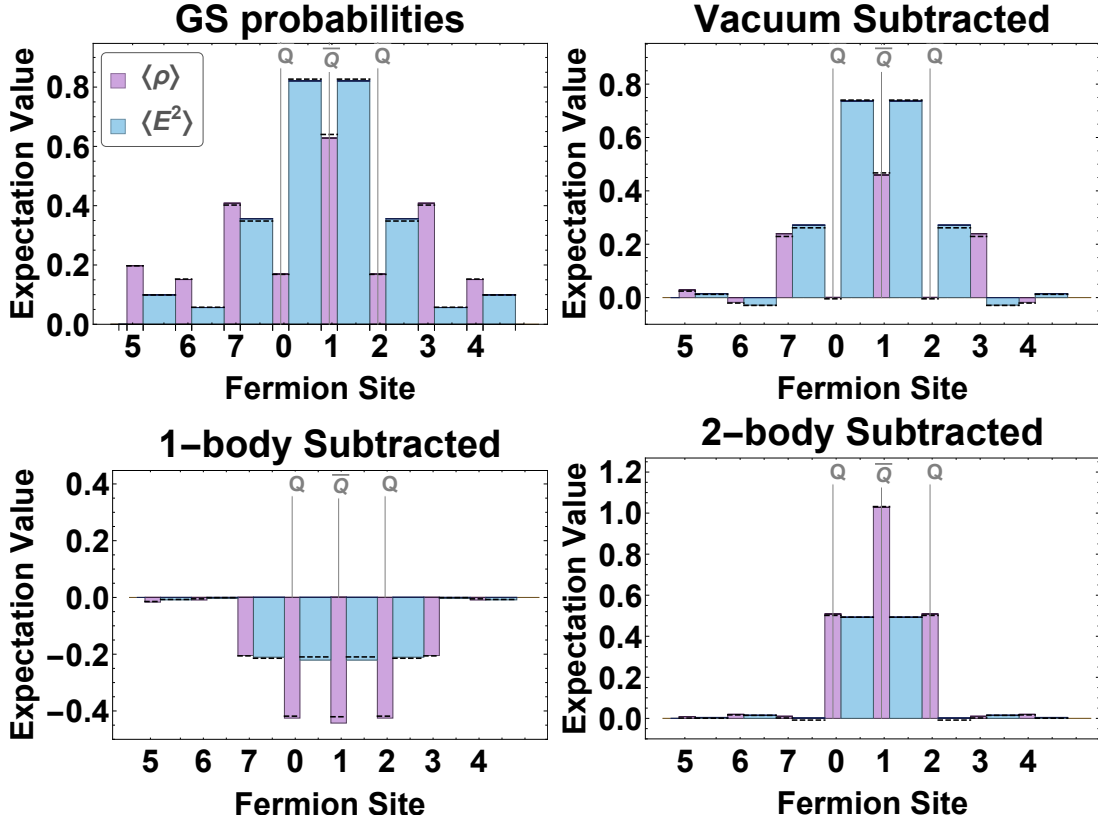 GS probabilities
Q Q̅ Q
⟨ρ⟩
⟨E²⟩
Expectation Value
0.8
0.6
0.4
0.2
0.0
5 6 7 0 1 2 3 4
Fermion Site
Vacuum Subtracted
Q Q̅ Q
Expectation Value
0.8
0.6
0.4
0.2
0.0
5 6 7 0 1 2 3 4
Fermion Site
1-body Subtracted
Q Q̅ Q
Expectation Value
0.4
0.2
0.0
-0.2
-0.4
5 6 7 0 1 2 3 4
Fermion Site
2-body Subtracted
Q Q̅ Q
Expectation Value
1.2
1.0
0.8
0.6
0.4
0.2
0.0
5 6 7 0 1 2 3 4
Fermion Site